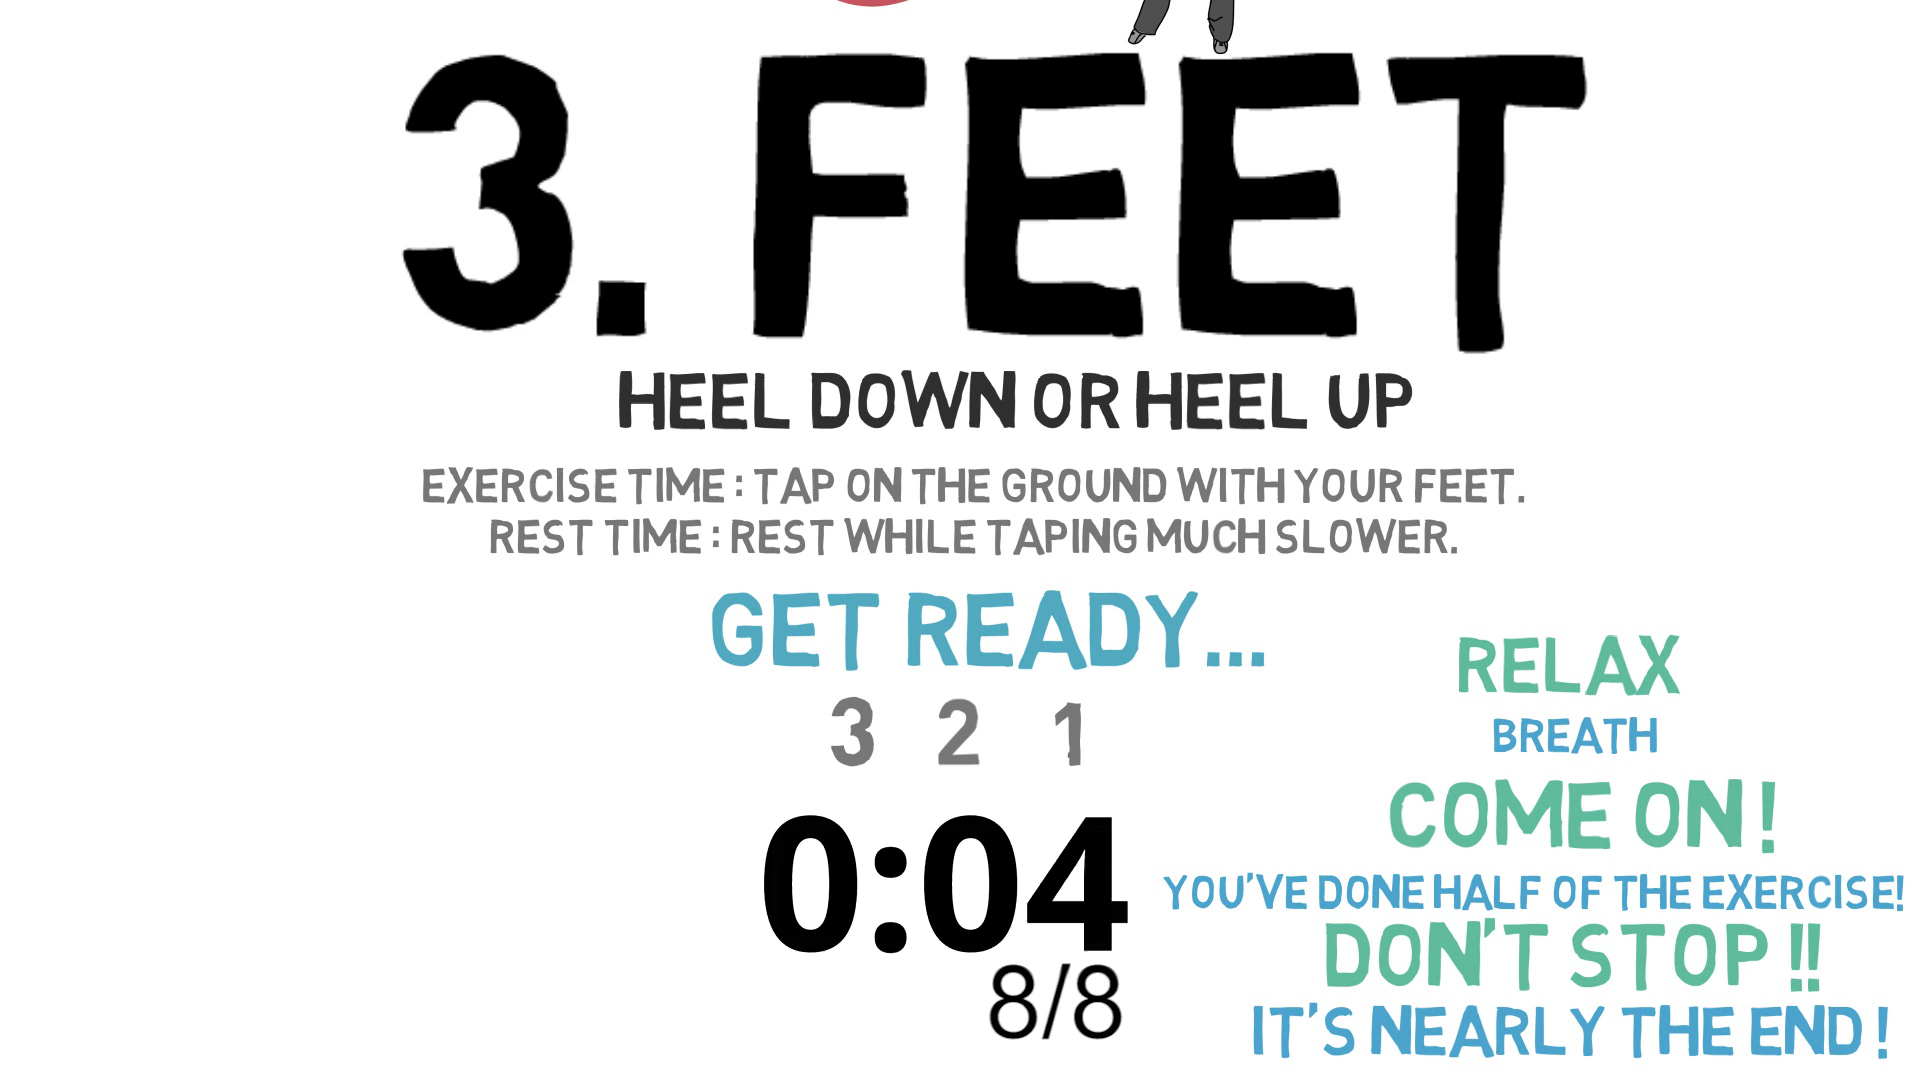 3. FEET
HEEL DOWN OR HEEL UP
EXERCISE TIME : TAP ON THE GROUND WITH YOUR FEET.
REST TIME : REST WHILE TAPING MUCH SLOWER.
GET READY...
3 2 1
0:04
8/8
RELAX
BREATH
COME ON !
YOU'VE DONE HALF OF THE EXERCISE!
DON'T STOP !!
IT'S NEARLY THE END !